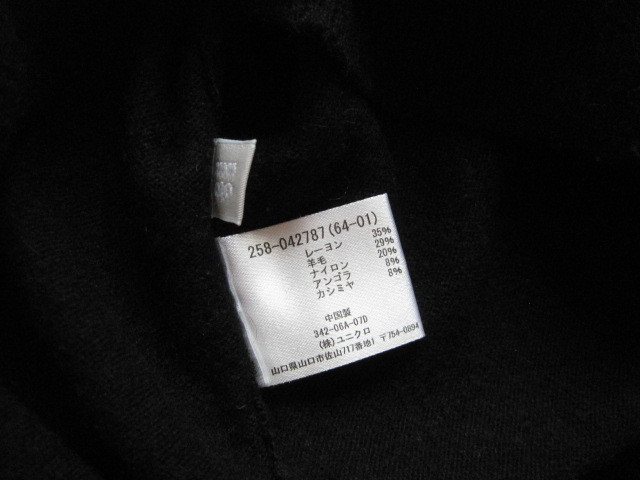 258-042787(64-01)
レーヨン 35%
羊毛 29%
ナイロン 20%
アンゴラ 8%
カシミヤ 8%
中国製
342-06A-07D
(株)ユニクロ
山口県山口市佐山717番地1 〒754-0894